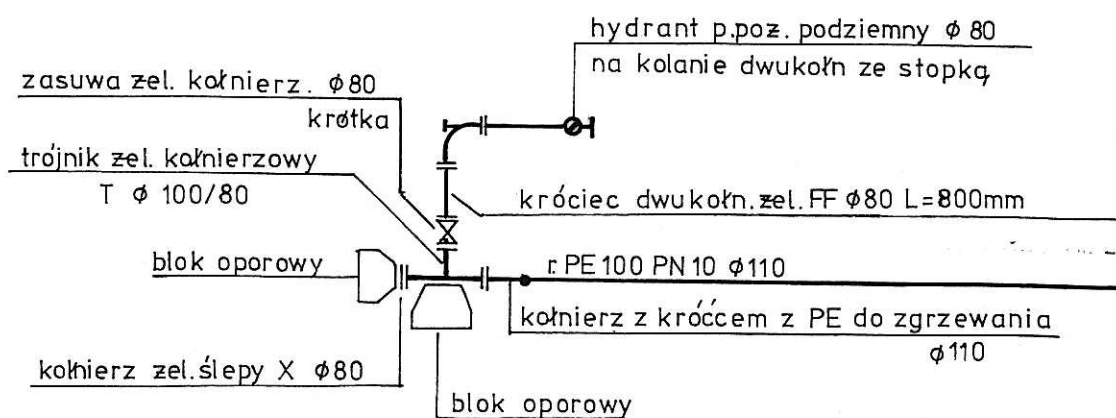 hydrant p.poż. podziemny ϕ 80
na kolanie dwukołn ze stopką
zasuwa żel. kołnierz. ϕ80
krótka
trójnik żel. kołnierzowy
T ϕ 100/80
króciec dwukołn. żel. FF ϕ80 L=800mm
blok oporowy
r. PE 100 PN 10 ϕ110
kołnierz z króćcem z PE do zgrzewania
ϕ110
kołnierz żel. ślepy X ϕ80
blok oporowy